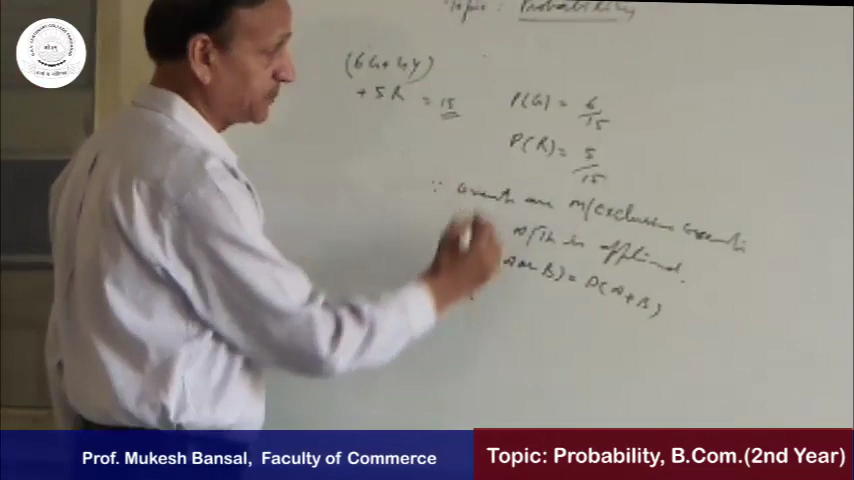 Topic: Probability
(6G+4Y)
+5R = 15
P(G) = 6/15
P(R) = 5/15
∵ events are M/Exclusive events
A/Th is applied.
A or B) = P(A+B)
Prof. Mukesh Bansal, Faculty of Commerce
Topic: Probability, B.Com.(2nd Year)